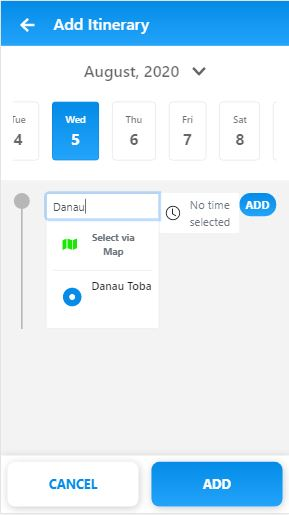 Add Itinerary
August, 2020
Tue Wed Thu Fri Sat
4 5 6 7 8
Danau
No time
selected
ADD
Select via
Map
Danau Toba
CANCEL
ADD